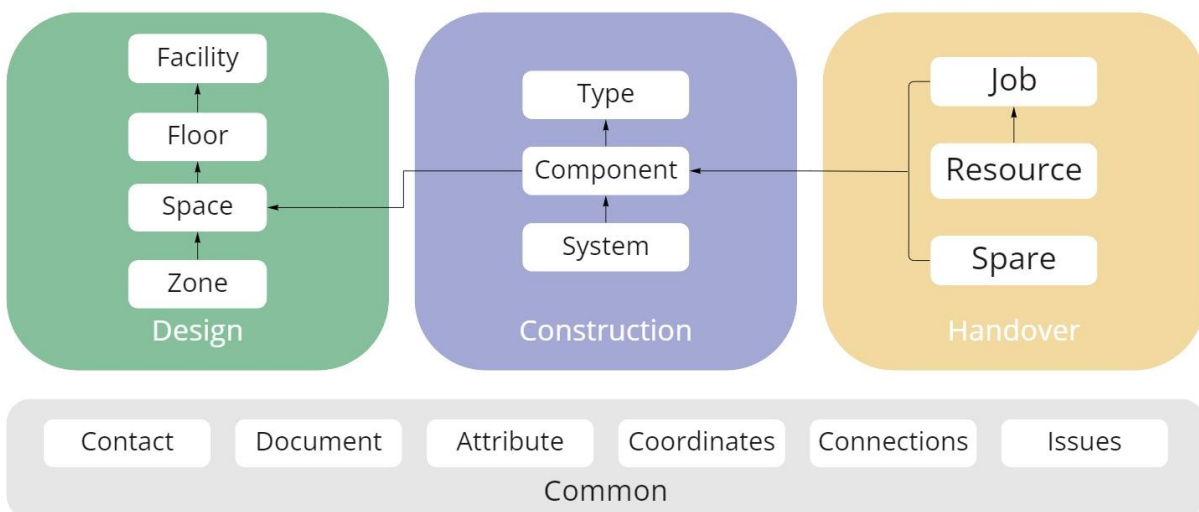 Facility
Floor
Space
Zone
Design
Type
Component
System
Construction
Job
Resource
Spare
Handover
Contact
Document
Attribute
Coordinates
Connections
Issues
Common